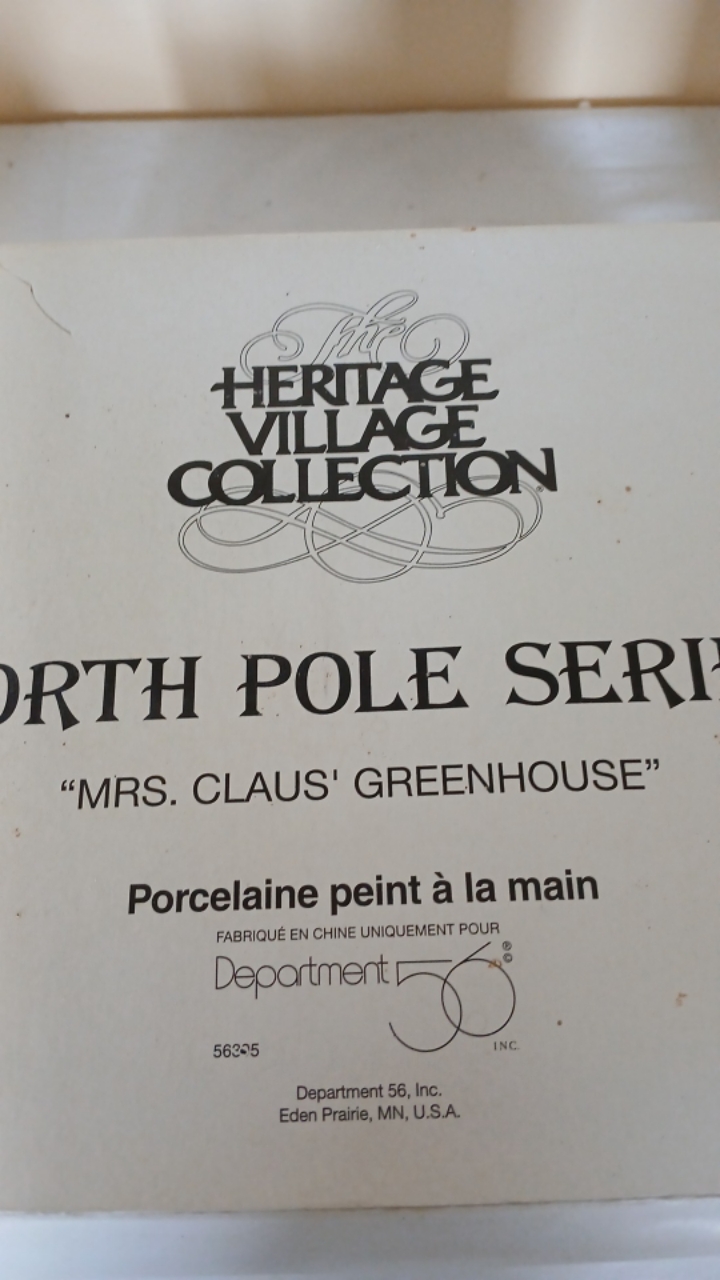 The
HERITAGE
VILLAGE
COLLECTION®
ORTH POLE SERI
“MRS. CLAUS' GREENHOUSE”
Porcelaine peint à la main
FABRIQUÉ EN CHINE UNIQUEMENT POUR
Department 56 ® ©
INC.
56395
Department 56, Inc.
Eden Prairie, MN, U.S.A.